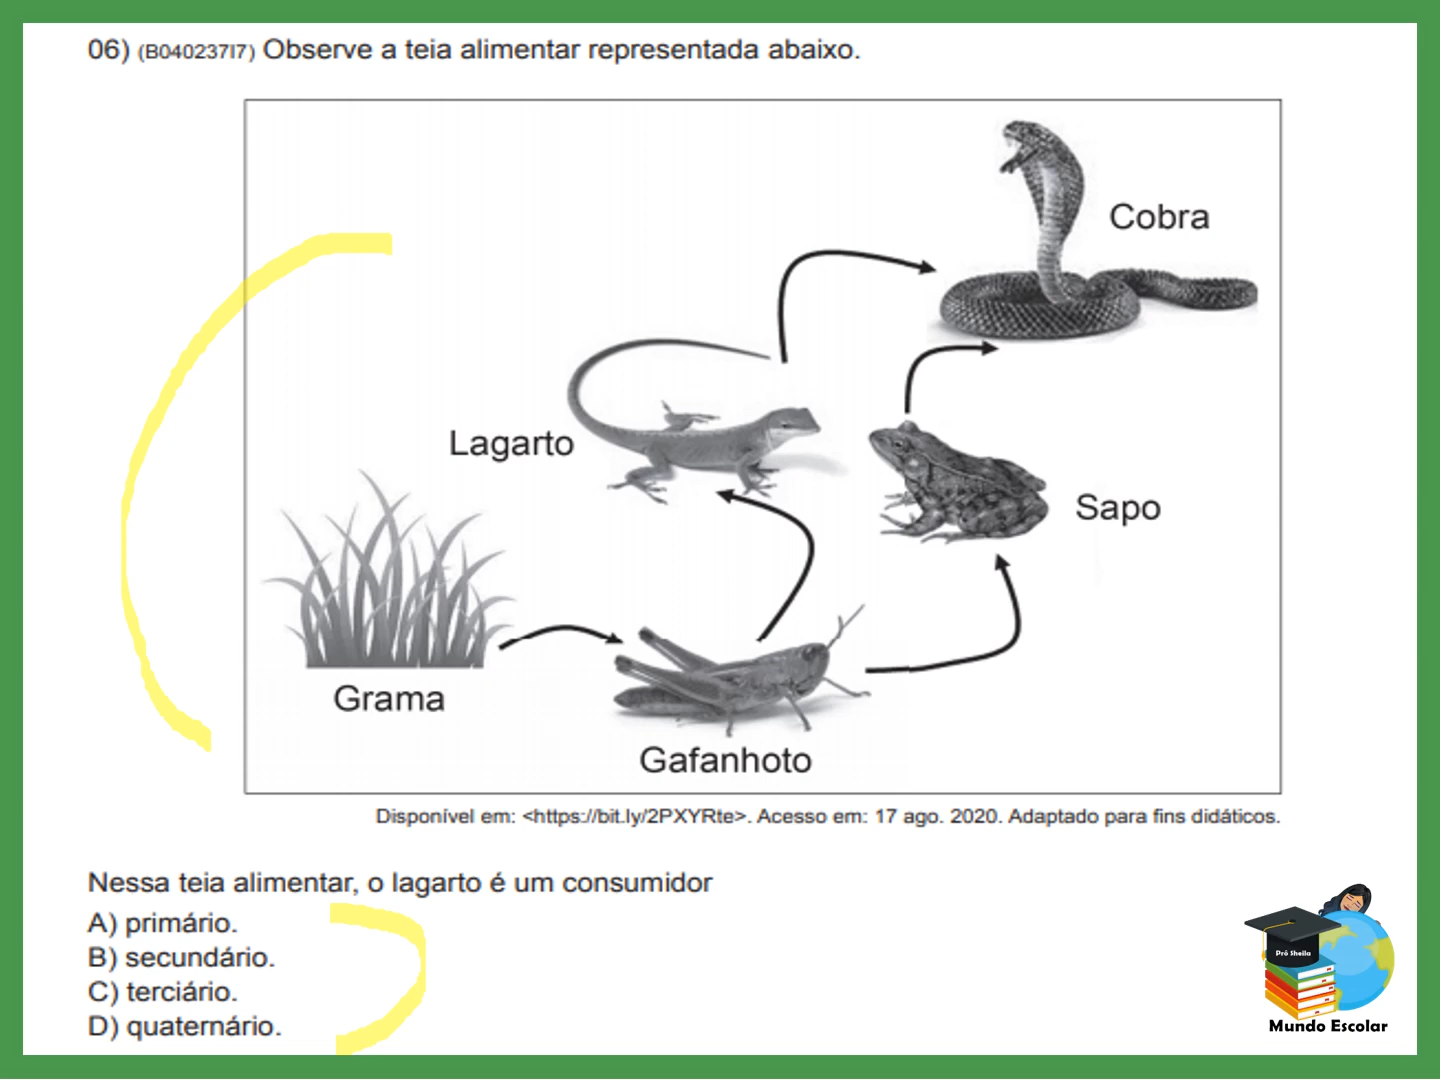 06) (B040237I7) Observe a teia alimentar representada abaixo.
Cobra
Lagarto
Sapo
Grama
Gafanhoto
Disponível em: <https://bit.ly/2PXYRte>. Acesso em: 17 ago. 2020. Adaptado para fins didáticos.
Nessa teia alimentar, o lagarto é um consumidor
A) primário.
B) secundário.
C) terciário.
D) quaternário.
Prô Sheila
Mundo Escolar